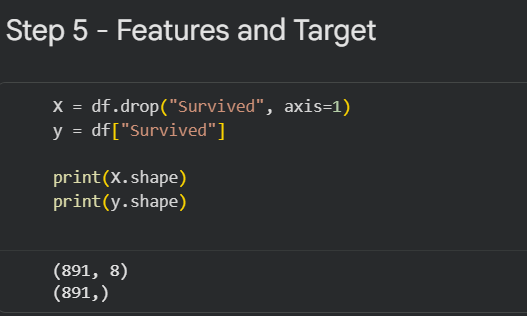 Step 5 - Features and Target
X = df.drop("Survived", axis=1)
y = df["Survived"]
print(X.shape)
print(y.shape)
(891, 8)
(891,)